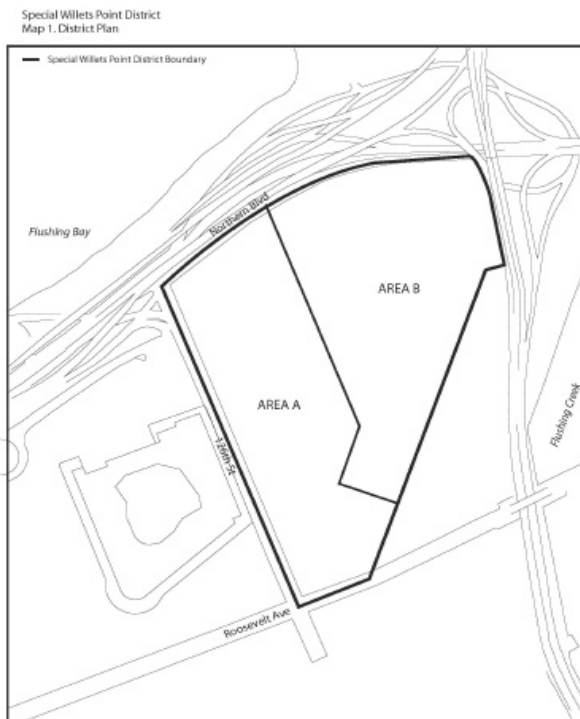 Special Willets Point District
Map 1. District Plan
Special Willets Point District Boundary
Northern Blvd
Flushing Bay
AREA B
AREA A
Flushing Creek
126th St
Roosevelt Ave